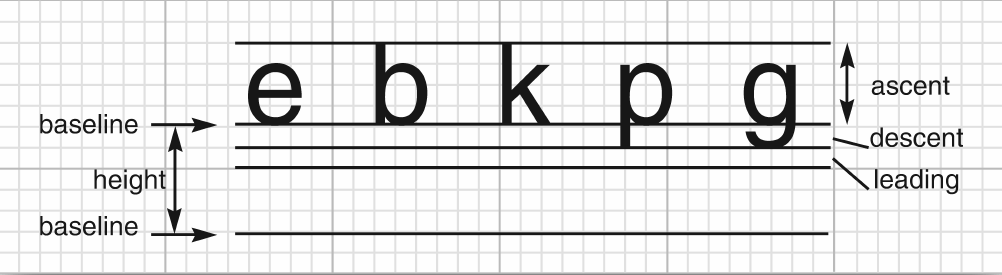 e b k p g
ascent
baseline
descent
height
leading
baseline